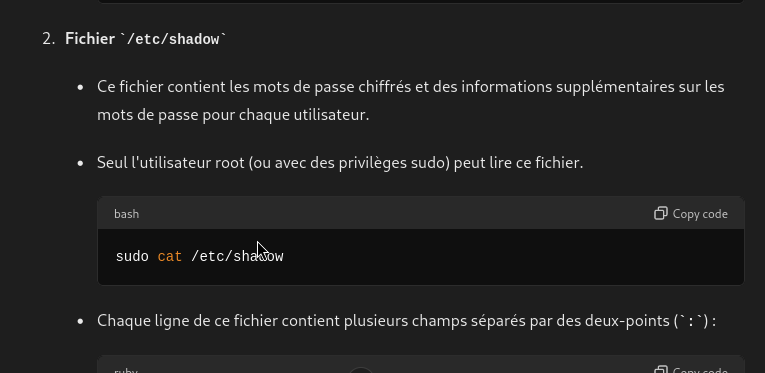 2. Fichier `/etc/shadow`
• Ce fichier contient les mots de passe chiffrés et des informations supplémentaires sur les
mots de passe pour chaque utilisateur.
• Seul l'utilisateur root (ou avec des privilèges sudo) peut lire ce fichier.
bash Copy code
sudo cat /etc/shadow
• Chaque ligne de ce fichier contient plusieurs champs séparés par des deux-points (`:`) :
ruby Copy code